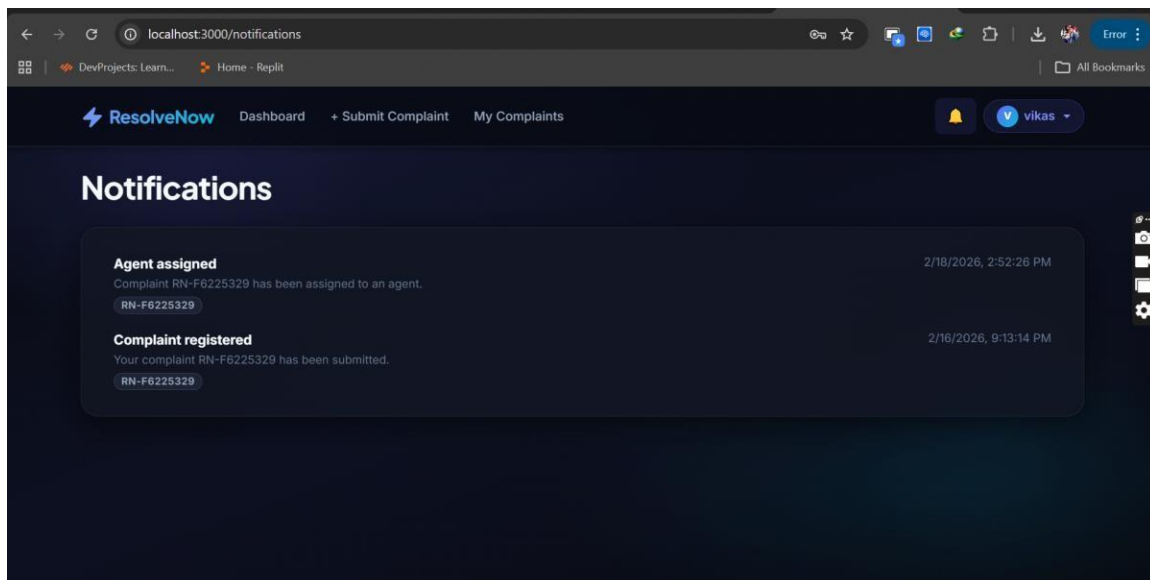 localhost:3000/notifications
Error
DevProjects: Learn...
Home - Replit
All Bookmarks
ResolveNow Dashboard + Submit Complaint My Complaints
V vikas
Notifications
Agent assigned 2/18/2026, 2:52:26 PM
Complaint RN-F6225329 has been assigned to an agent.
RN-F6225329
Complaint registered 2/16/2026, 9:13:14 PM
Your complaint RN-F6225329 has been submitted.
RN-F6225329